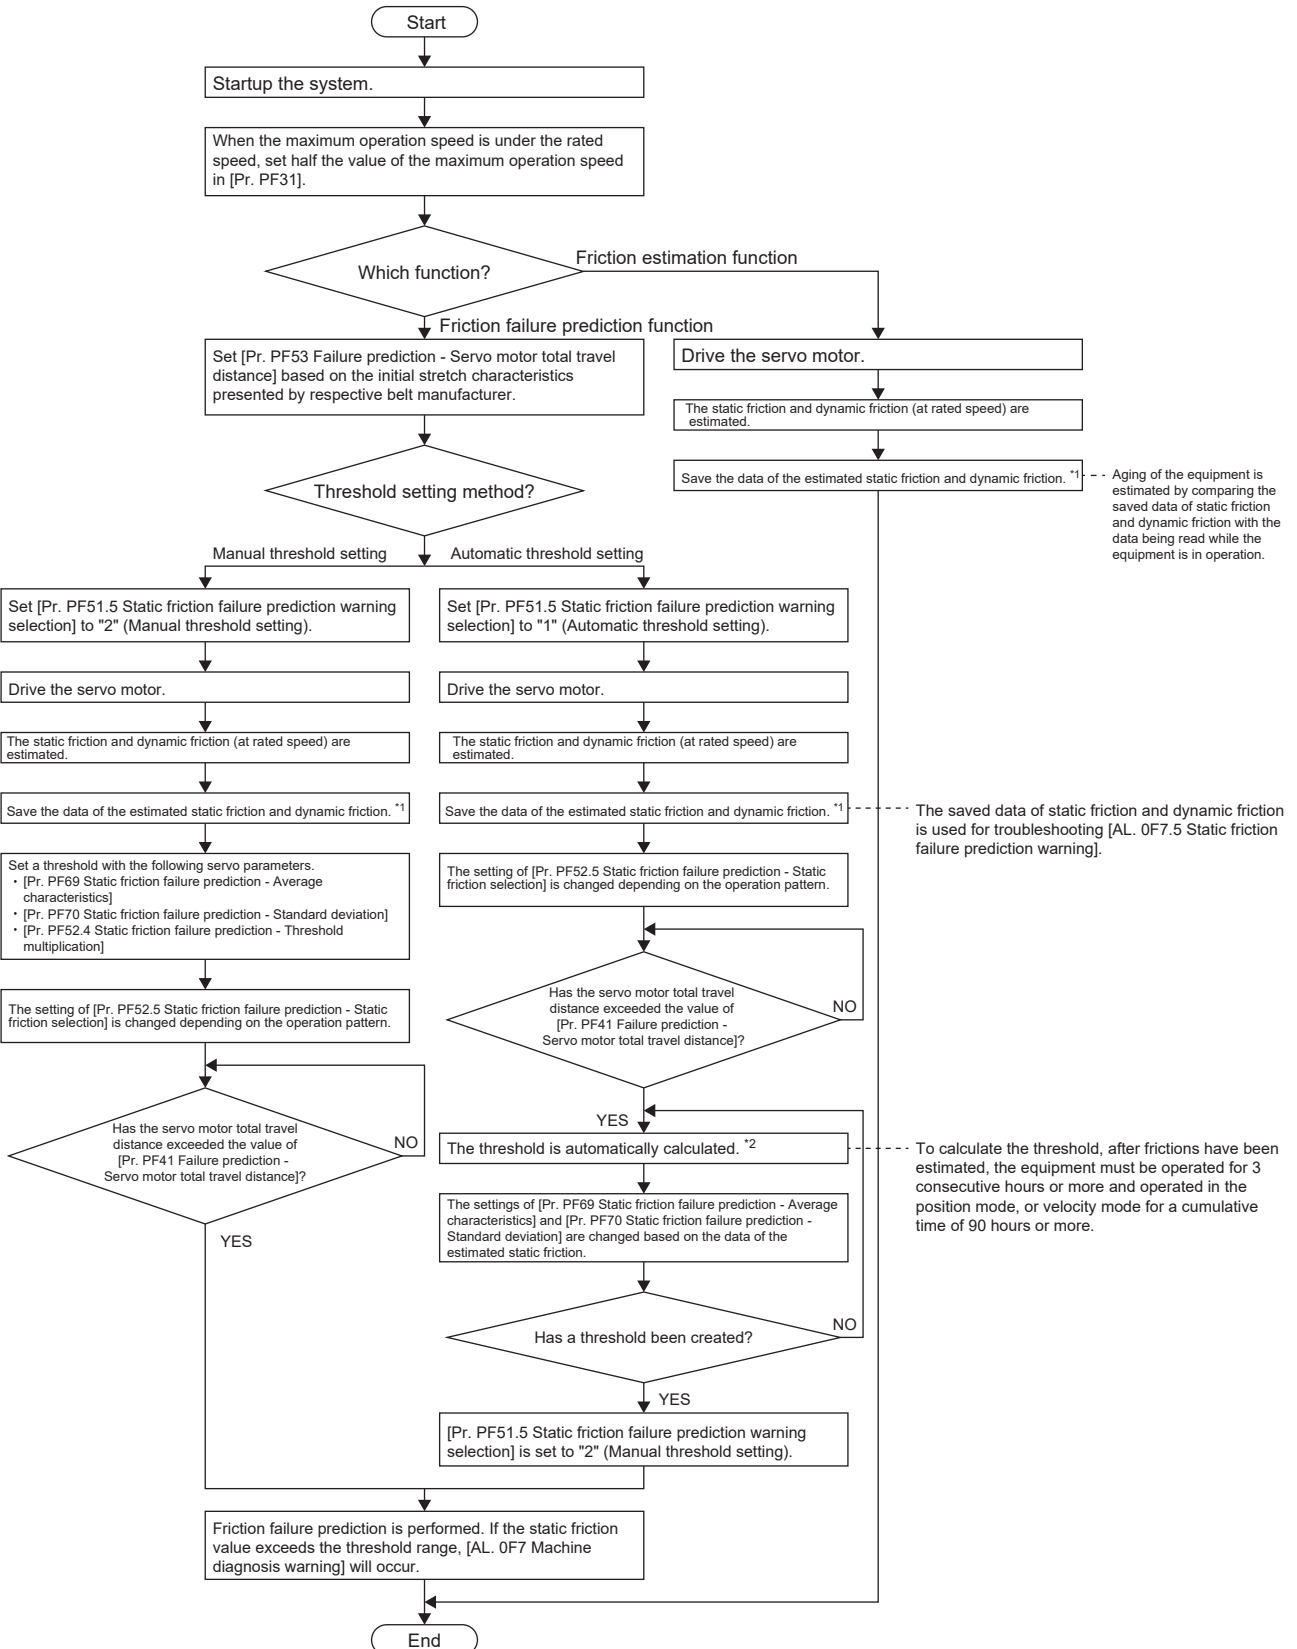 Start
Startup the system.
When the maximum operation speed is under the rated
speed, set half the value of the maximum operation speed
in [Pr. PF31].
Which function?
Friction estimation function
Friction failure prediction function
Set [Pr. PF53 Failure prediction - Servo motor total travel
distance] based on the initial stretch characteristics
presented by respective belt manufacturer.
Drive the servo motor.
The static friction and dynamic friction (at rated speed) are
estimated.
Save the data of the estimated static friction and dynamic friction. *1
Aging of the equipment is
estimated by comparing the
saved data of static friction
and dynamic friction with the
data being read while the
equipment is in operation.
Threshold setting method?
Manual threshold setting
Automatic threshold setting
Set [Pr. PF51.5 Static friction failure prediction warning
selection] to "2" (Manual threshold setting).
Drive the servo motor.
The static friction and dynamic friction (at rated speed) are
estimated.
Save the data of the estimated static friction and dynamic friction. *1
Set a threshold with the following servo parameters.
• [Pr. PF69 Static friction failure prediction - Average
characteristics]
• [Pr. PF70 Static friction failure prediction - Standard deviation]
• [Pr. PF52.4 Static friction failure prediction - Threshold
multiplication]
The setting of [Pr. PF52.5 Static friction failure prediction - Static
friction selection] is changed depending on the operation pattern.
Has the servo motor total travel
distance exceeded the value of
[Pr. PF41 Failure prediction -
Servo motor total travel distance]?
NO
YES
Set [Pr. PF51.5 Static friction failure prediction warning
selection] to "1" (Automatic threshold setting).
Drive the servo motor.
The static friction and dynamic friction (at rated speed) are
estimated.
Save the data of the estimated static friction and dynamic friction. *1
The saved data of static friction and dynamic friction
is used for troubleshooting [AL. 0F7.5 Static friction
failure prediction warning].
The setting of [Pr. PF52.5 Static friction failure prediction - Static
friction selection] is changed depending on the operation pattern.
Has the servo motor total travel
distance exceeded the value of
[Pr. PF41 Failure prediction -
Servo motor total travel distance]?
NO
YES
The threshold is automatically calculated. *2
To calculate the threshold, after frictions have been
estimated, the equipment must be operated for 3
consecutive hours or more and operated in the
position mode, or velocity mode for a cumulative
time of 90 hours or more.
The settings of [Pr. PF69 Static friction failure prediction - Average
characteristics] and [Pr. PF70 Static friction failure prediction -
Standard deviation] are changed based on the data of the
estimated static friction.
Has a threshold been created?
NO
YES
[Pr. PF51.5 Static friction failure prediction warning
selection] is set to "2" (Manual threshold setting).
Friction failure prediction is performed. If the static friction
value exceeds the threshold range, [AL. 0F7 Machine
diagnosis warning] will occur.
End